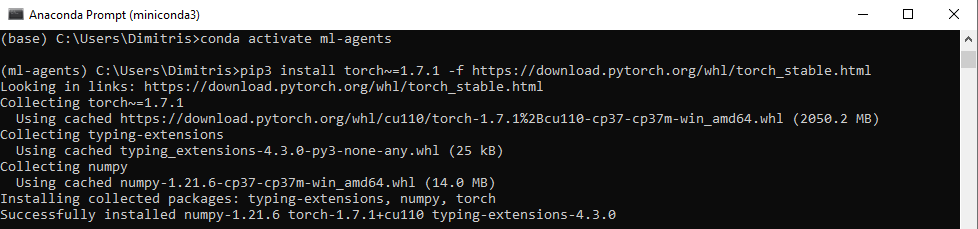 Anaconda Prompt (miniconda3)
(base) C:\Users\Dimitris>conda activate ml-agents
(ml-agents) C:\Users\Dimitris>pip3 install torch~=1.7.1 -f https://download.pytorch.org/whl/torch_stable.html
Looking in links: https://download.pytorch.org/whl/torch_stable.html
Collecting torch~=1.7.1
  Using cached https://download.pytorch.org/whl/cu110/torch-1.7.1%2Bcu110-cp37-cp37m-win_amd64.whl (2050.2 MB)
Collecting typing-extensions
  Using cached typing_extensions-4.3.0-py3-none-any.whl (25 kB)
Collecting numpy
  Using cached numpy-1.21.6-cp37-cp37m-win_amd64.whl (14.0 MB)
Installing collected packages: typing-extensions, numpy, torch
Successfully installed numpy-1.21.6 torch-1.7.1+cu110 typing-extensions-4.3.0